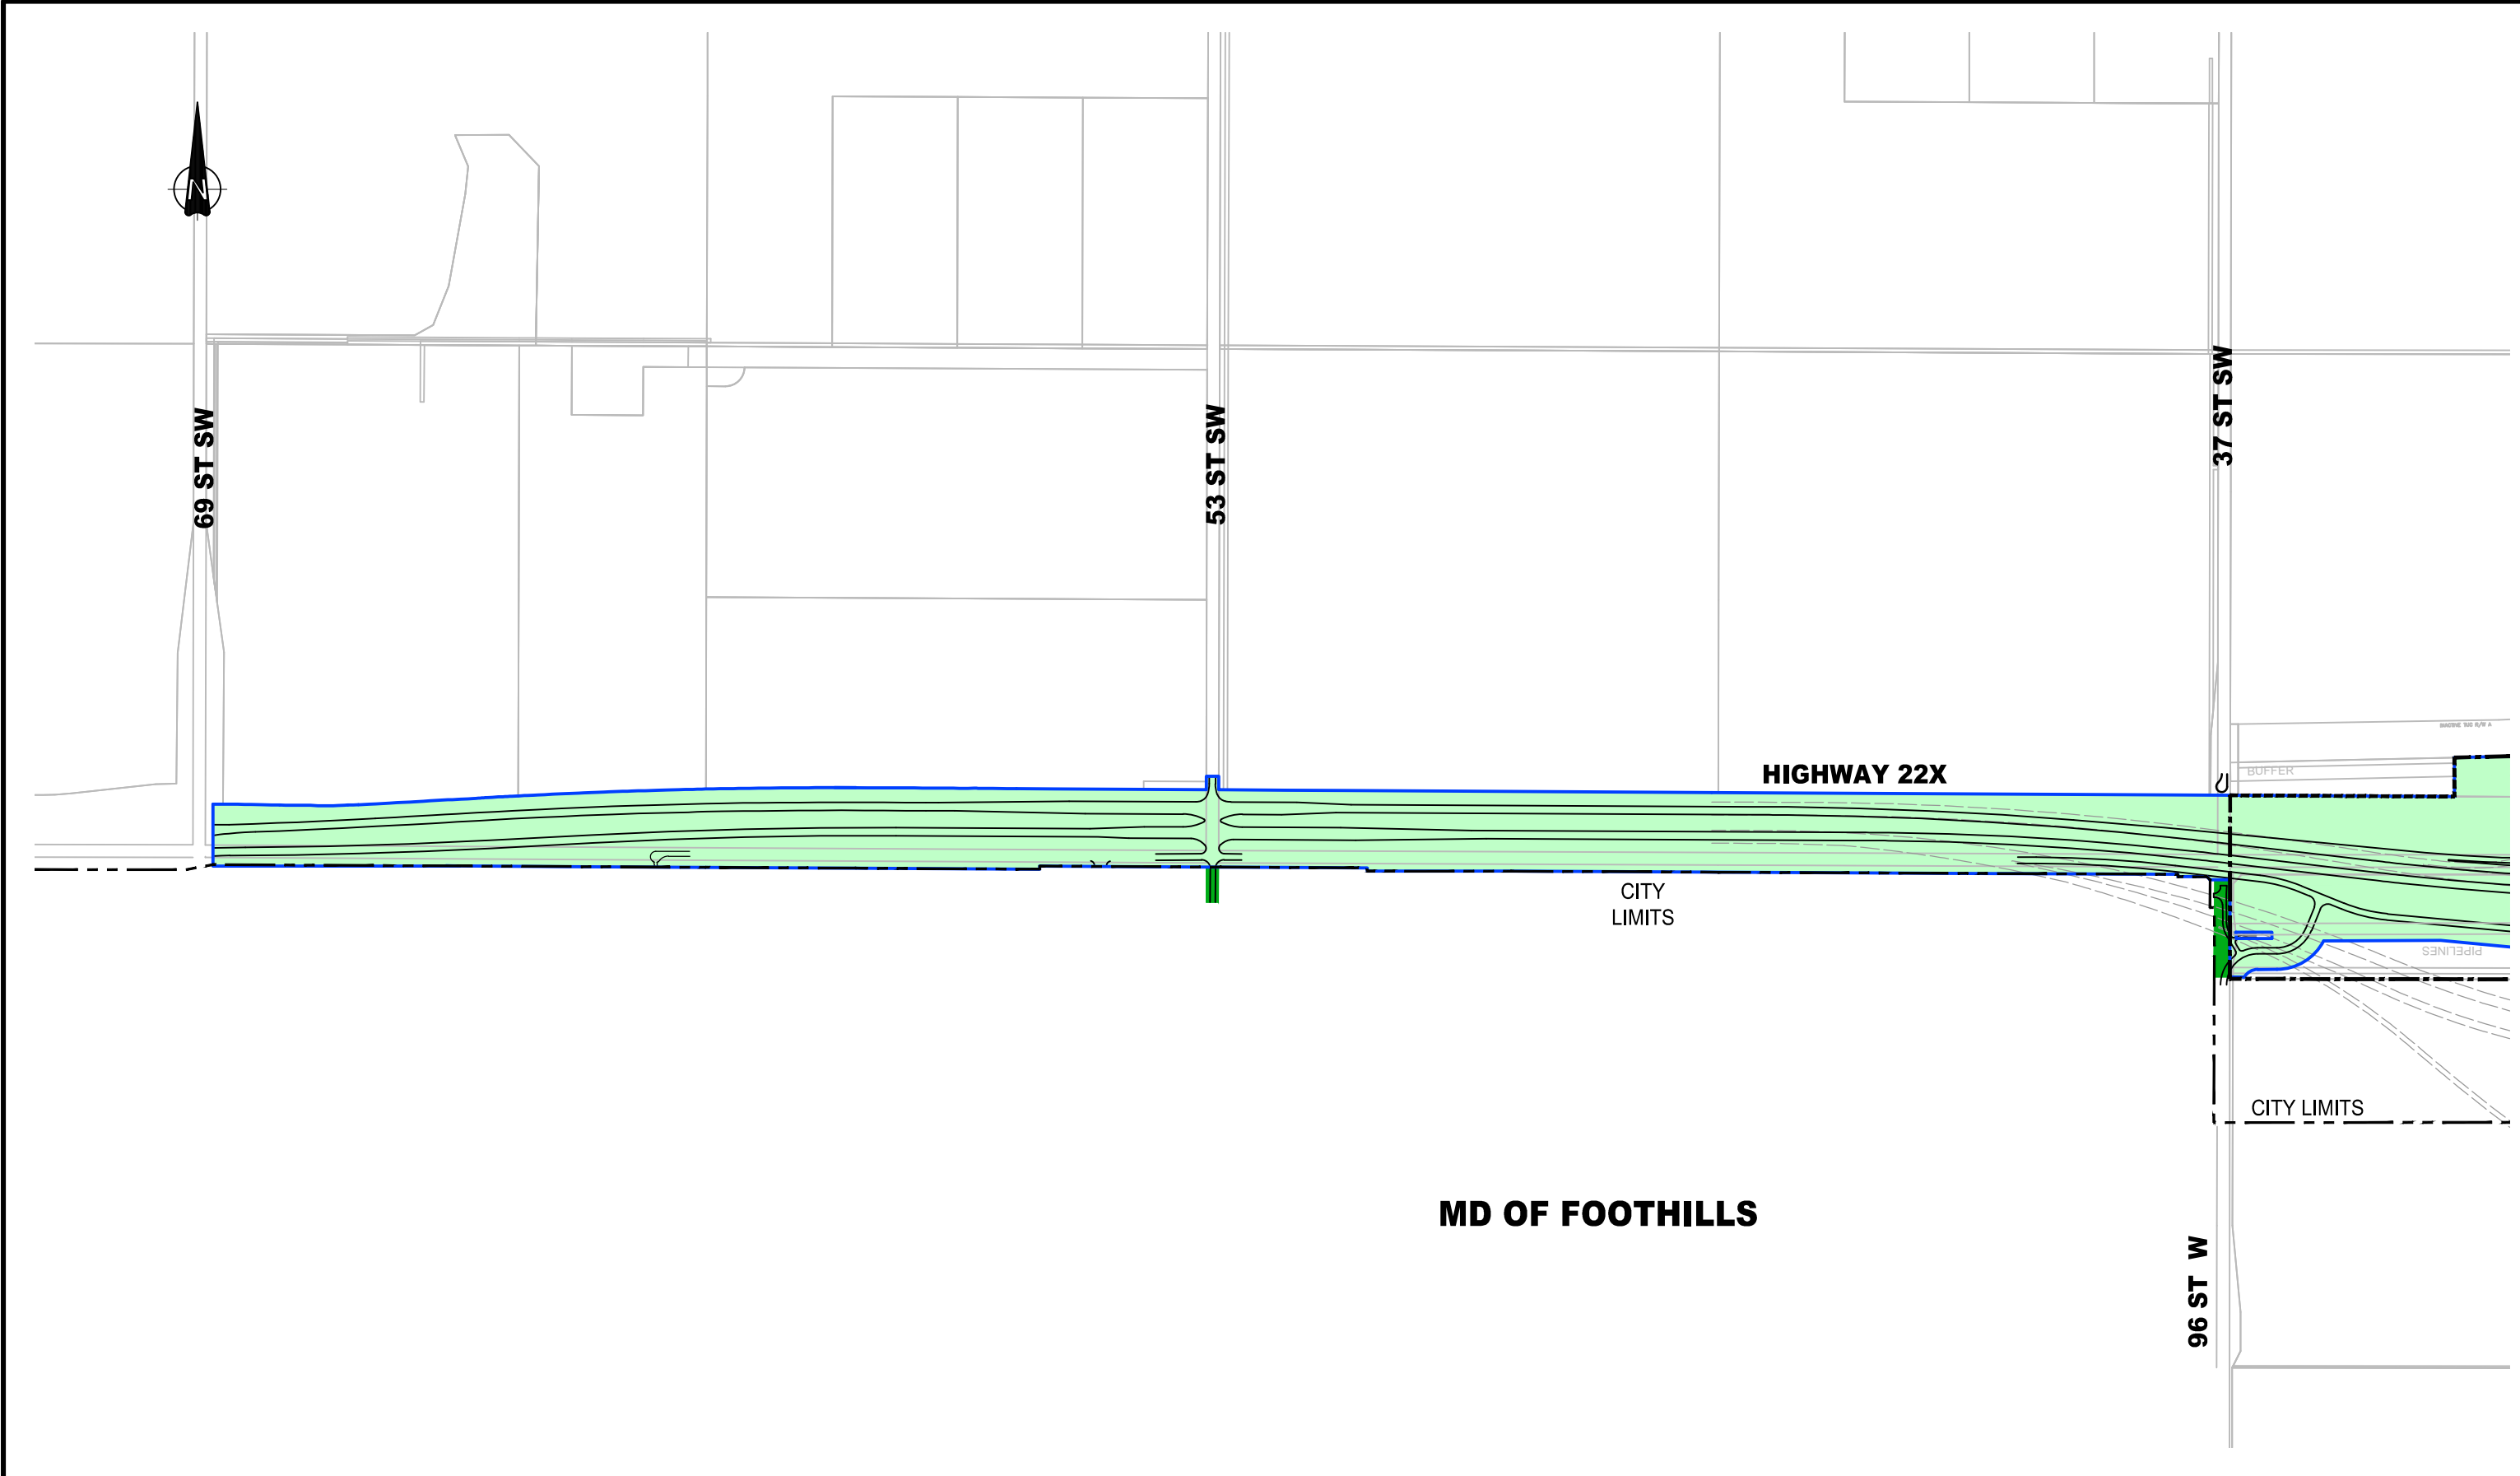 N
69 ST SW
53 ST SW
37 ST SW
HIGHWAY 22X
BUFFER
CITY
LIMITS
PIPELINES
CITY LIMITS
MD OF FOOTHILLS
96 ST W